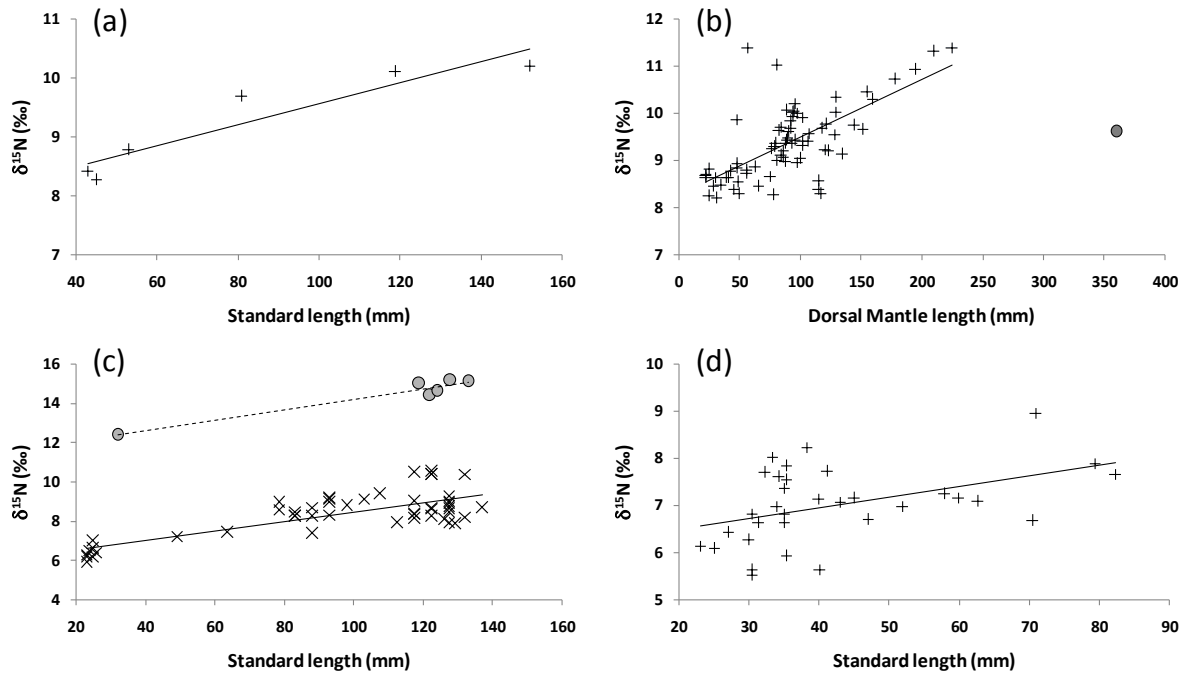 (a)
11
10
9
8
7
40 60 80 100 120 140 160
δ¹⁵N (‰)
Standard length (mm)
(b)
12
11
10
9
8
7
0 50 100 150 200 250 300 350 400
δ¹⁵N (‰)
Dorsal Mantle length (mm)
(c)
16
14
12
10
8
6
4
20 40 60 80 100 120 140 160
δ¹⁵N (‰)
Standard length (mm)
(d)
10
9
8
7
6
5
20 30 40 50 60 70 80 90
δ¹⁵N (‰)
Standard length (mm)